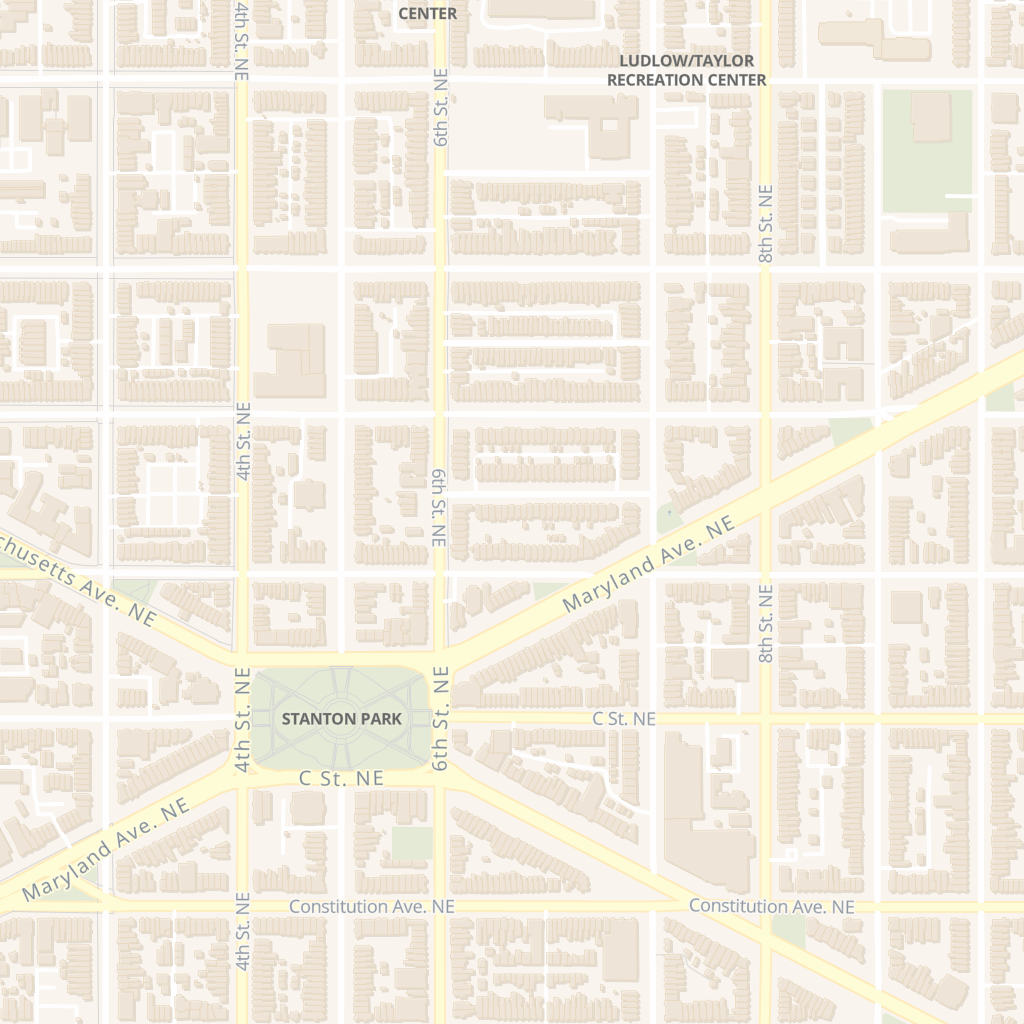 CENTER
4th St. NE
LUDLOW/TAYLOR
RECREATION CENTER
6th St. NE
8th St. NE
4th St. NE
6th St. NE
Maryland Ave. NE
chusetts Ave. NE
8th St. NE
4th St. NE
6th St. NE
STANTON PARK
C St. NE
C St. NE
Maryland Ave. NE
4th St. NE
Constitution Ave. NE
Constitution Ave. NE